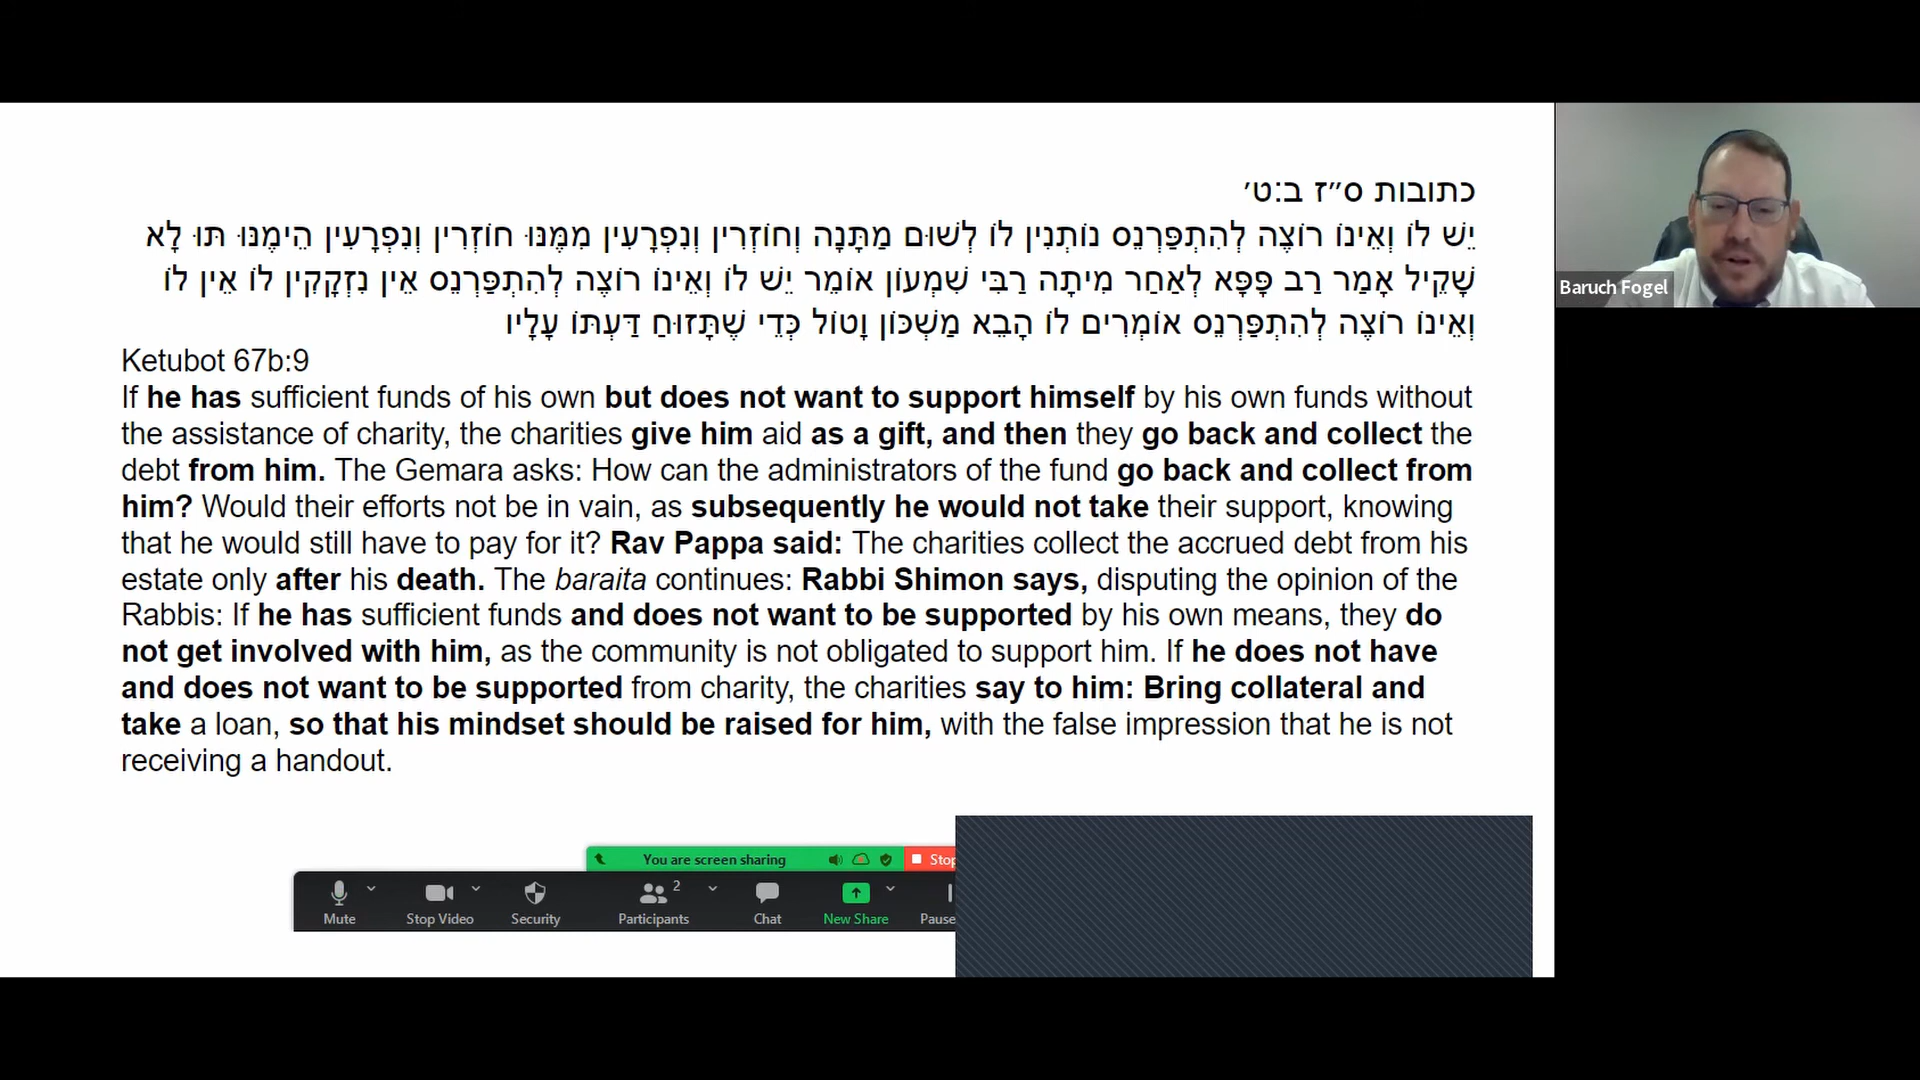 כתובות ס״ז ב:ט׳
יֵשׁ לוֹ וְאֵינוֹ רוֹצֶה לְהִתְפַּרְנֵס נוֹתְנִין לוֹ לְשׁוּם מַתָּנָה וְחוֹזְרִין וְנִפְרָעִין מִמֶּנּוּ חוֹזְרִין וְנִפְרָעִין הֵימֶנּוּ תּוּ לָא
שָׁקֵיל אָמַר רַב פָּפָּא לְאַחַר מִיתָה רַבִּי שִׁמְעוֹן אוֹמֵר יֵשׁ לוֹ וְאֵינוֹ רוֹצֶה לְהִתְפַּרְנֵס אֵין נִזְקָקִין לוֹ אֵין לוֹ
וְאֵינוֹ רוֹצֶה לְהִתְפַּרְנֵס אוֹמְרִים לוֹ הָבֵא מַשְׁכּוֹן וָטוֹל כְּדֵי שֶׁתָּזוּחַ דַּעְתּוֹ עָלָיו
Ketubot 67b:9
If he has sufficient funds of his own but does not want to support himself by his own funds without
the assistance of charity, the charities give him aid as a gift, and then they go back and collect the
debt from him. The Gemara asks: How can the administrators of the fund go back and collect from
him? Would their efforts not be in vain, as subsequently he would not take their support, knowing
that he would still have to pay for it? Rav Pappa said: The charities collect the accrued debt from his
estate only after his death. The baraita continues: Rabbi Shimon says, disputing the opinion of the
Rabbis: If he has sufficient funds and does not want to be supported by his own means, they do
not get involved with him, as the community is not obligated to support him. If he does not have
and does not want to be supported from charity, the charities say to him: Bring collateral and
take a loan, so that his mindset should be raised for him, with the false impression that he is not
receiving a handout.
Baruch Fogel
You are screen sharing Stop
2
Mute Stop Video Security Participants Chat New Share Pause